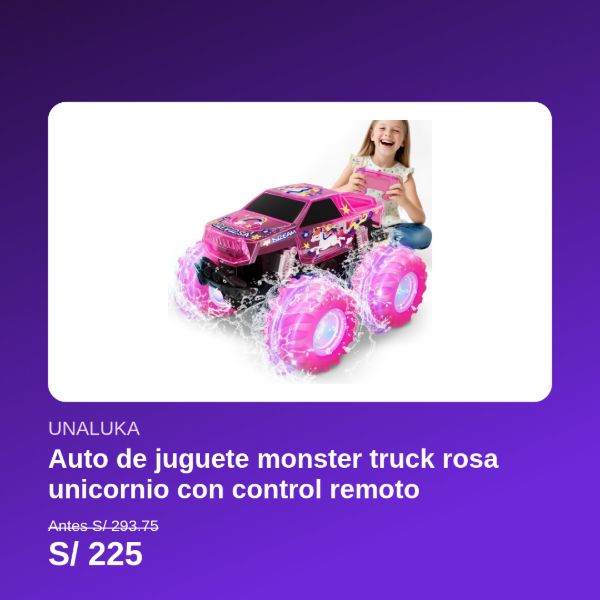 UNALUKA
Auto de juguete monster truck rosa
unicornio con control remoto
Antes S/ 293.75
S/ 225